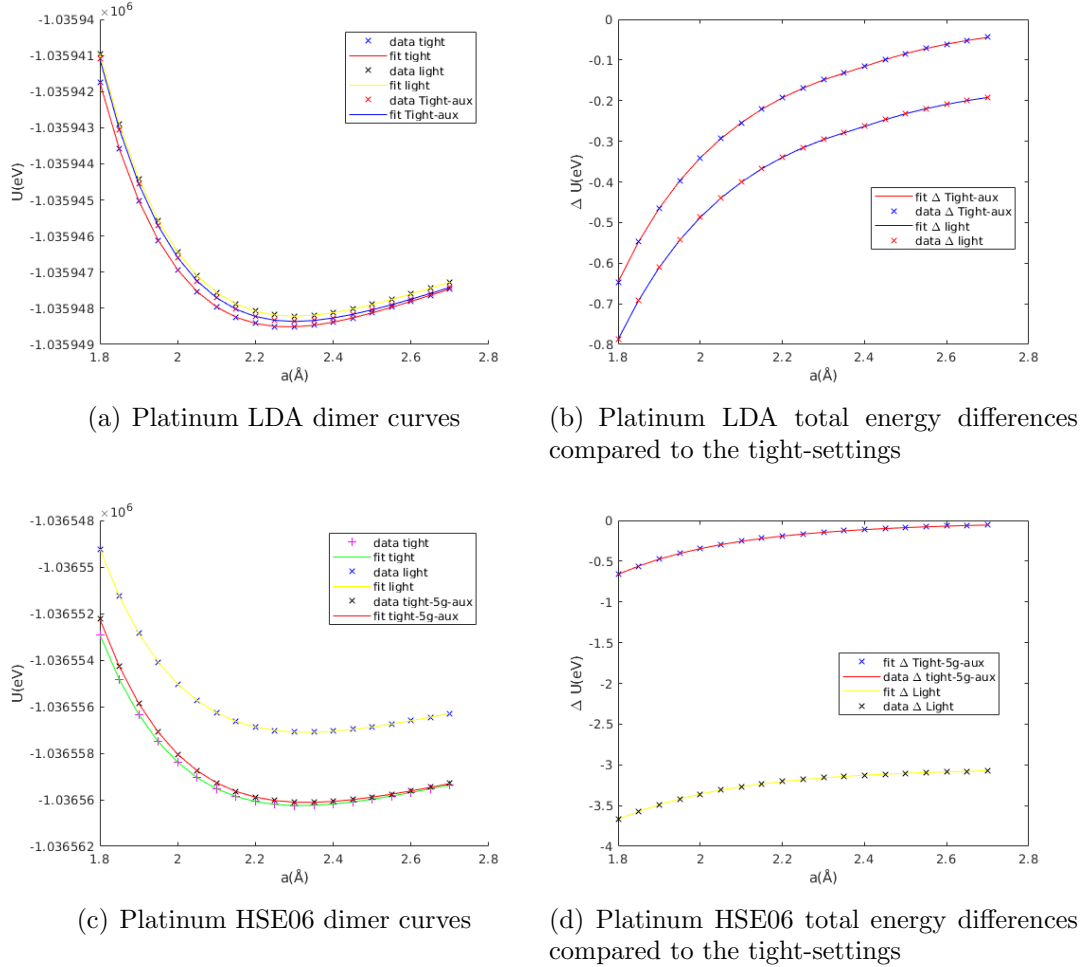 ×10⁶
-1.03594
-1.035941
-1.035942
-1.035943
-1.035944
-1.035945
-1.035946
-1.035947
-1.035948
-1.035949
U(eV)
1.8 2 2.2 2.4 2.6 2.8
a(Å)
data tight
fit tight
data light
fit light
data Tight-aux
fit Tight-aux
(a) Platinum LDA dimer curves
0
-0.1
-0.2
-0.3
-0.4
-0.5
-0.6
-0.7
-0.8
Δ U(eV)
1.8 2 2.2 2.4 2.6 2.8
a(Å)
fit Δ Tight-aux
data Δ Tight-aux
fit Δ light
data Δ light
(b) Platinum LDA total energy differences
compared to the tight-settings
×10⁶
-1.036548
-1.03655
-1.036552
-1.036554
-1.036556
-1.036558
-1.03656
-1.036562
U(eV)
1.8 2 2.2 2.4 2.6 2.8
a(Å)
data tight
fit tight
data light
fit light
data tight-5g-aux
fit tight-5g-aux
(c) Platinum HSE06 dimer curves
0
-0.5
-1
-1.5
-2
-2.5
-3
-3.5
-4
Δ U(eV)
1.8 2 2.2 2.4 2.6 2.8
a(Å)
fit Δ Tight-5g-aux
data Δ tight-5g-aux
fit Δ Light
data Δ Light
(d) Platinum HSE06 total energy differences
compared to the tight-settings